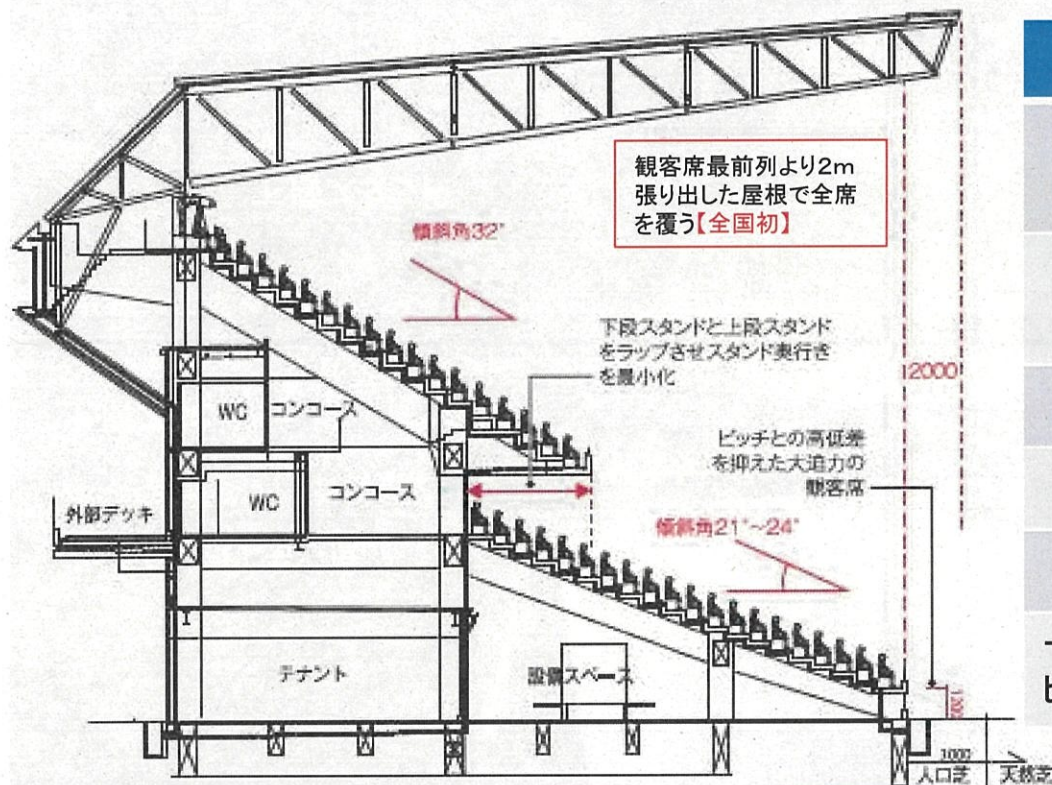 観客席最前列より2m
張り出した屋根で全席
を覆う【全国初】
傾斜角32°
下段スタンドと上段スタンド
をラップさせスタンド奥行き
を最小化
2000
ピッチとの高低差
を抑えた大迫力の
観客席
WC
コンコース
WC
コンコース
外部デッキ
傾斜角21°~24°
テナント
設備スペース
1200
1000
人口芝
天然芝